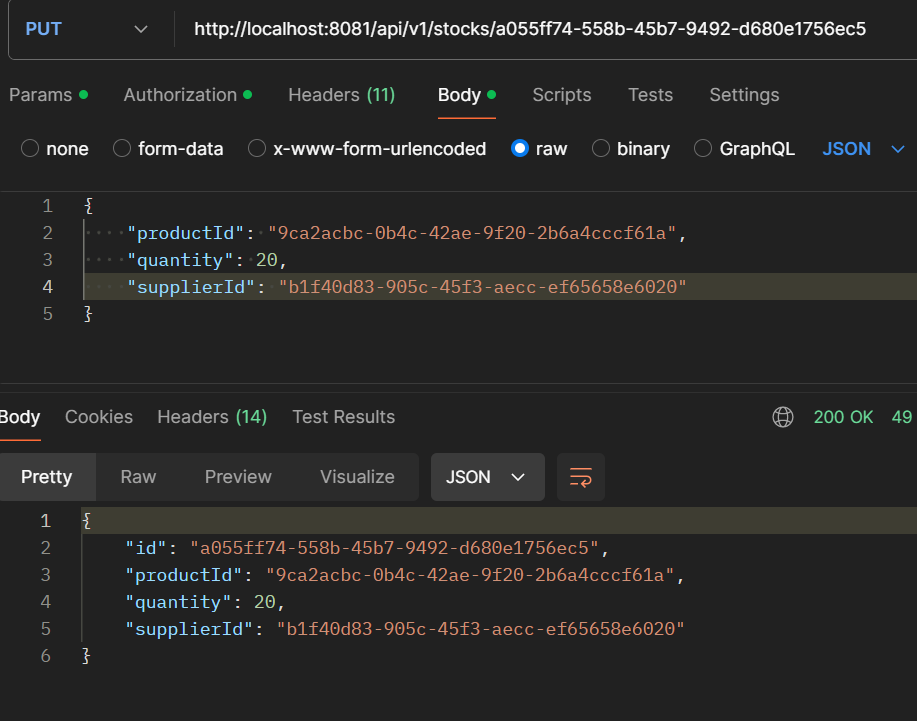 PUT http://localhost:8081/api/v1/stocks/a055ff74-558b-45b7-9492-d680e1756ec5
Params Authorization Headers (11) Body Scripts Tests Settings
none form-data x-www-form-urlencoded raw binary GraphQL JSON
1 {
2 "productId": "9ca2acbc-0b4c-42ae-9f20-2b6a4cccf61a",
3 "quantity": 20,
4 "supplierId": "b1f40d83-905c-45f3-aecc-ef65658e6020"
5 }
Body Cookies Headers (14) Test Results 200 OK 49
Pretty Raw Preview Visualize JSON
1 {
2 "id": "a055ff74-558b-45b7-9492-d680e1756ec5",
3 "productId": "9ca2acbc-0b4c-42ae-9f20-2b6a4cccf61a",
4 "quantity": 20,
5 "supplierId": "b1f40d83-905c-45f3-aecc-ef65658e6020"
6 }